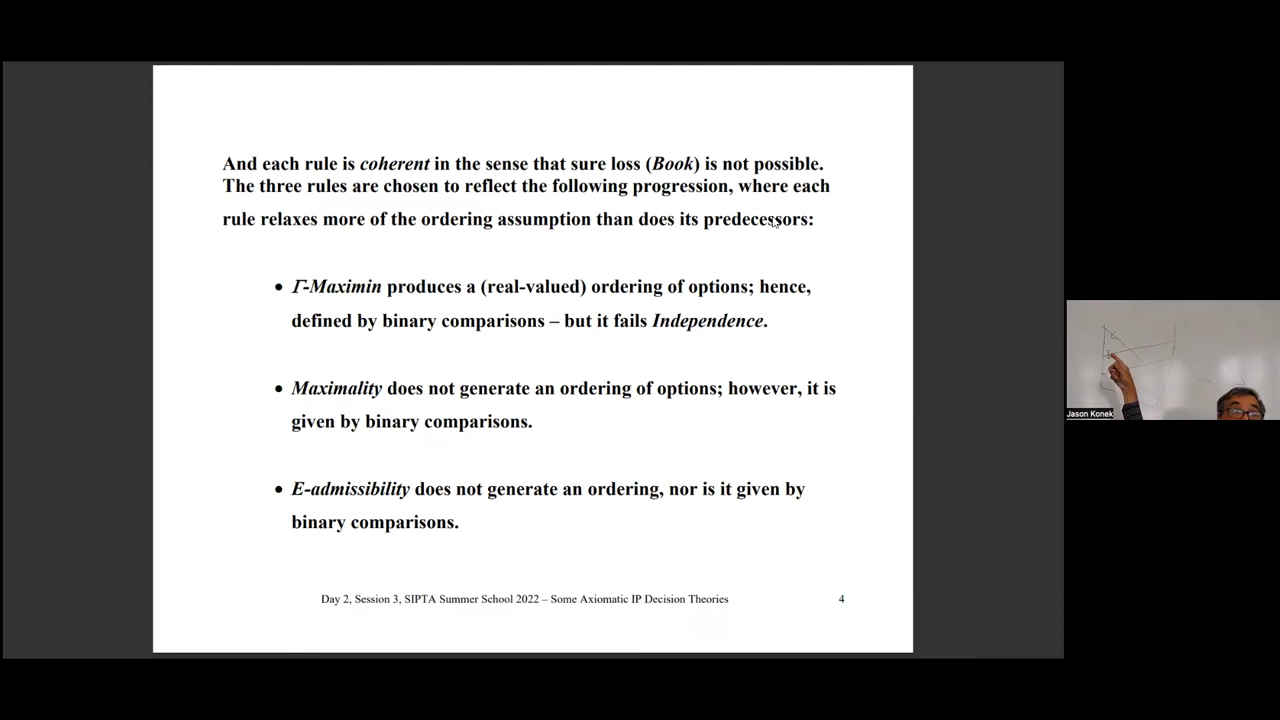 And each rule is coherent in the sense that sure loss (Book) is not possible.
The three rules are chosen to reflect the following progression, where each
rule relaxes more of the ordering assumption than does its predecessors:
• Γ-Maximin produces a (real-valued) ordering of options; hence,
defined by binary comparisons – but it fails Independence.
• Maximality does not generate an ordering of options; however, it is
given by binary comparisons.
• E-admissibility does not generate an ordering, nor is it given by
binary comparisons.
Day 2, Session 3, SIPTA Summer School 2022 – Some Axiomatic IP Decision Theories 4
Jason Konek